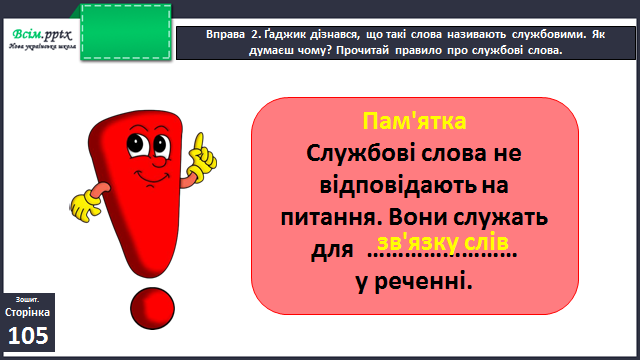 Всім.pptx
Нова українська школа
Вправа 2. Ґаджик дізнався, що такі слова називають службовими. Як
думаєш чому? Прочитай правило про службові слова.
Пам'ятка
Службові слова не
відповідають на
питання. Вони служать
для зв'язку слів ……………………
у реченні.
Зошит.
Сторінка
105